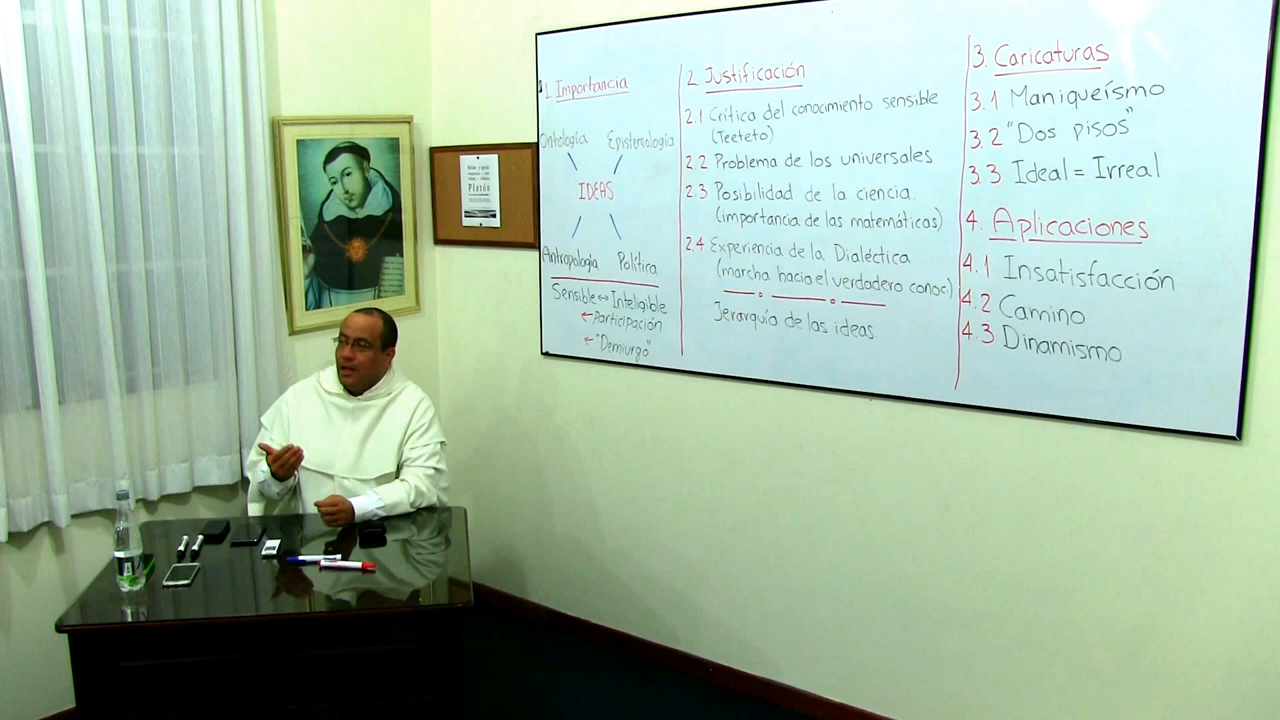 Platón
1. Importancia
Ontología Epistemología
IDEAS
Antropología Política
Sensible ↔ Inteligible
← Participación
← "Demiurgo"
2. Justificación
2.1 Crítica del conocimiento sensible
(Teeteto)
2.2 Problema de los universales
2.3 Posibilidad de la ciencia.
(importancia de las matemáticas)
2.4 Experiencia de la Dialéctica
(marcha hacia el verdadero conoc.)
Jerarquía de las ideas.
3. Caricaturas
3.1 Maniqueísmo
3.2 "Dos pisos"
3.3 Ideal = Irreal
4. Aplicaciones
4.1 Insatisfacción
4.2 Camino
4.3 Dinamismo